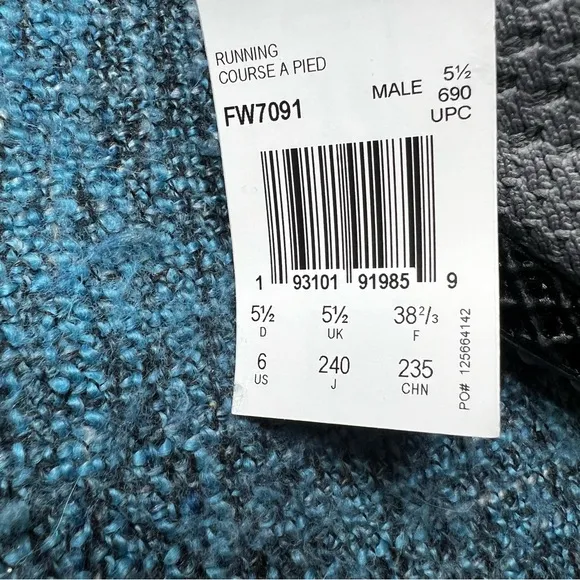 RUNNING
COURSE A PIED
FW7091
MALE 5½
690
UPC
1 93101 91985 9
5½ 5½ 38⅔
D UK F
6 240 235
US J CHN
PO# 125664142